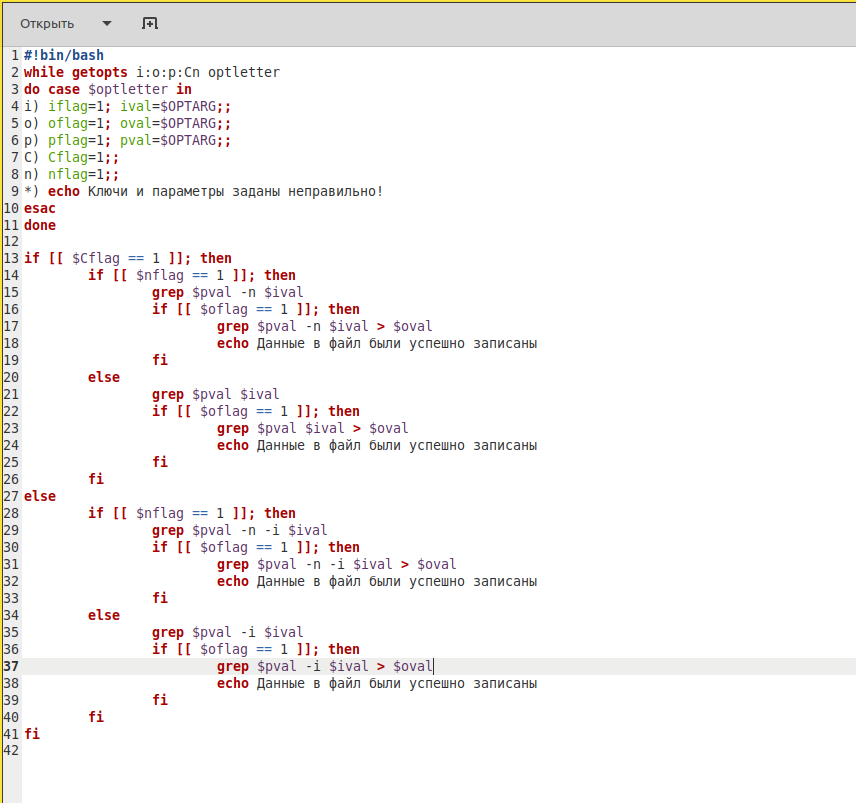 Открыть
1 #!bin/bash
2 while getopts i:o:p:Cn optletter
3 do case $optletter in
4 i) iflag=1; ival=$OPTARG;;
5 o) oflag=1; oval=$OPTARG;;
6 p) pflag=1; pval=$OPTARG;;
7 C) Cflag=1;;
8 n) nflag=1;;
9 *) echo Ключи и параметры заданы неправильно!
10 esac
11 done
12
13 if [[ $Cflag == 1 ]]; then
14         if [[ $nflag == 1 ]]; then
15                 grep $pval -n $ival
16                 if [[ $oflag == 1 ]]; then
17                         grep $pval -n $ival > $oval
18                         echo Данные в файл были успешно записаны
19                 fi
20         else
21                 grep $pval $ival
22                 if [[ $oflag == 1 ]]; then
23                         grep $pval $ival > $oval
24                         echo Данные в файл были успешно записаны
25                 fi
26         fi
27 else
28         if [[ $nflag == 1 ]]; then
29                 grep $pval -n -i $ival
30                 if [[ $oflag == 1 ]]; then
31                         grep $pval -n -i $ival > $oval
32                         echo Данные в файл были успешно записаны
33                 fi
34         else
35                 grep $pval -i $ival
36                 if [[ $oflag == 1 ]]; then
37                         grep $pval -i $ival > $oval
38                         echo Данные в файл были успешно записаны
39                 fi
40         fi
41 fi
42